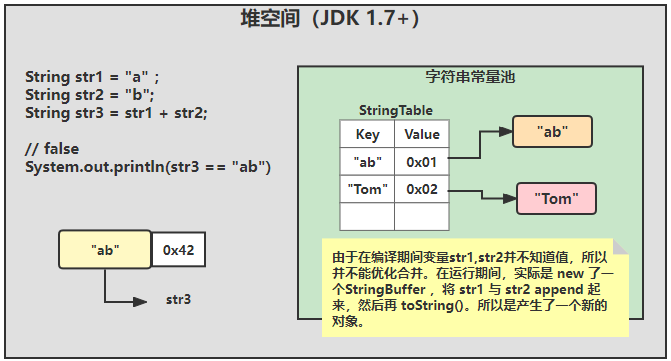 堆空间（JDK 1.7+）
String str1 = "a" ;
String str2 = "b";
String str3 = str1 + str2;
// false
System.out.println(str3 == "ab")
"ab" 0x42
str3
字符串常量池
StringTable
Key Value
"ab" 0x01
"Tom" 0x02
"ab"
"Tom"
由于在编译期间变量str1,str2并不知道值，所以
并不能优化合并。在运行期间，实际是 new 了一
个StringBuffer ，将 str1 与 str2 append 起
来，然后再 toString()。所以是产生了一个新的
对象。